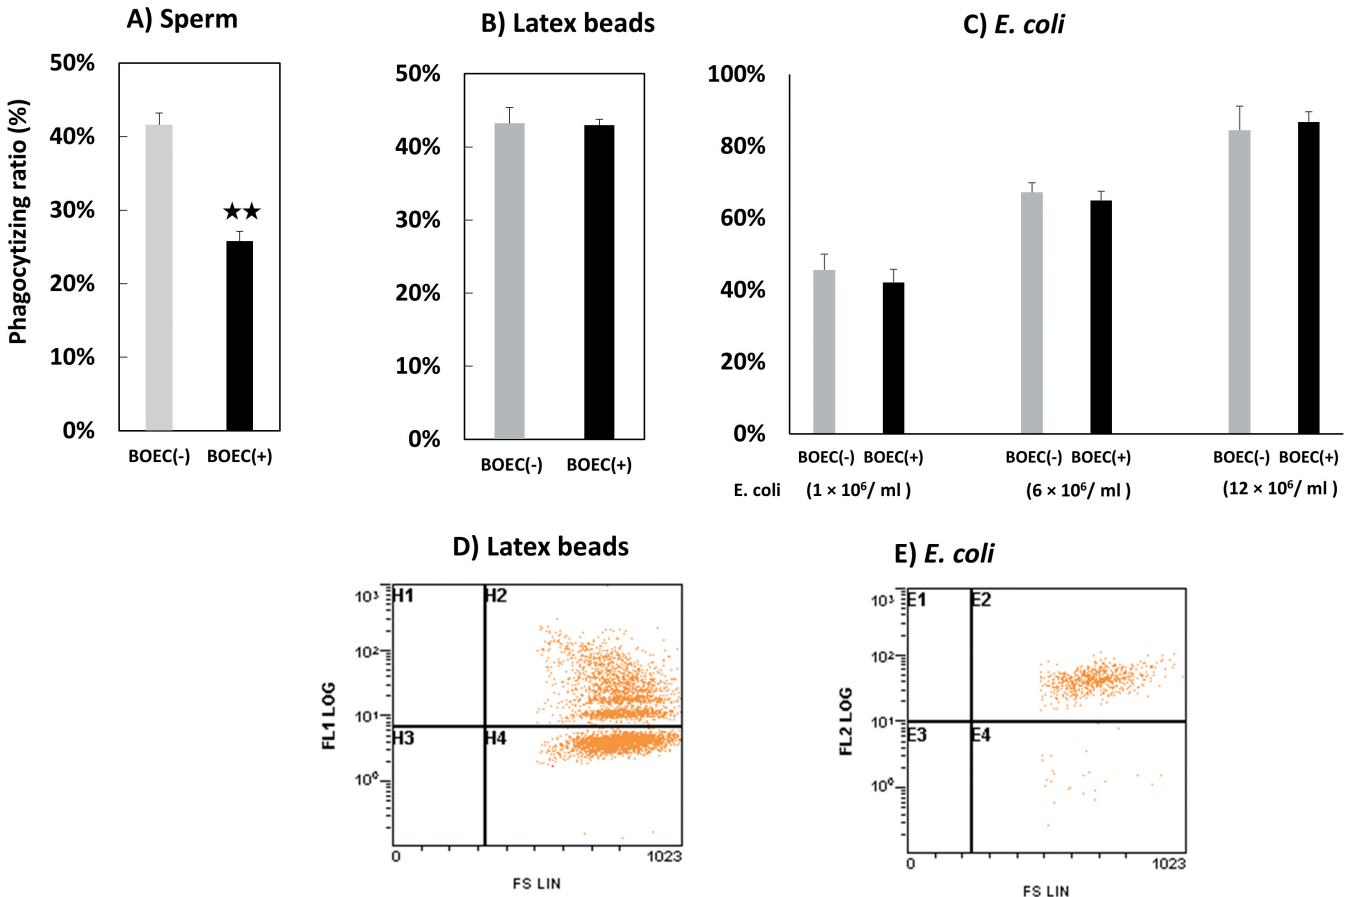 A) Sperm
B) Latex beads
C) E. coli
Phagocytizing ratio (%)
50%
40%
30%
20%
10%
0%
★★
BOEC(-) BOEC(+)
50%
40%
30%
20%
10%
0%
BOEC(-) BOEC(+)
100%
80%
60%
40%
20%
0%
BOEC(-) BOEC(+) BOEC(-) BOEC(+) BOEC(-) BOEC(+)
E. coli (1 × 10⁶/ ml ) (6 × 10⁶/ ml ) (12 × 10⁶/ ml )
D) Latex beads
E) E. coli
FL1 LOG
10³
10²
10¹
10⁰
H1 H2
H3 H4
0 1023
FS LIN
FL2 LOG
10³
10²
10¹
10⁰
E1 E2
E3 E4
0 1023
FS LIN